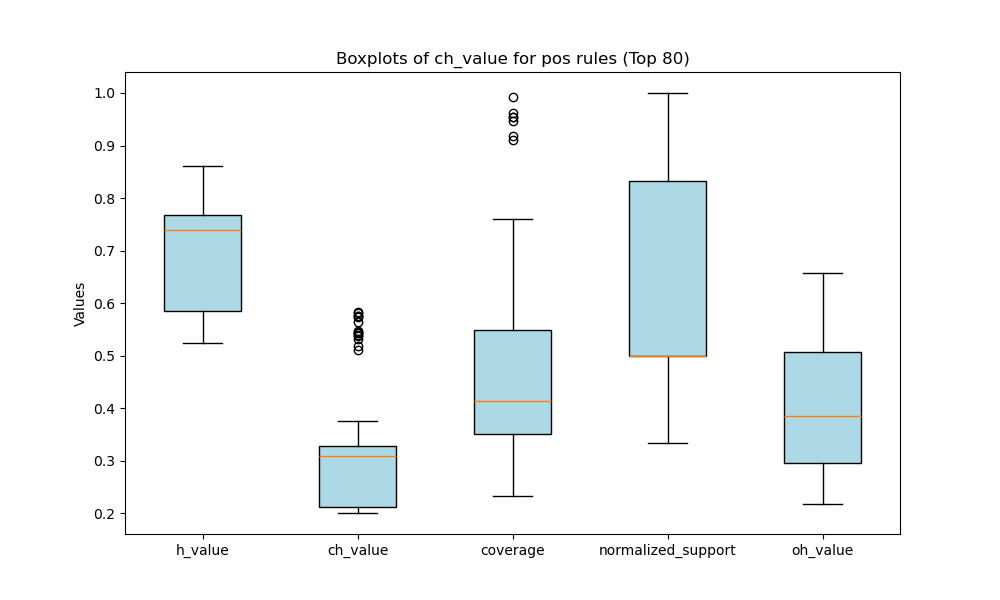 Boxplots of ch_value for pos rules (Top 80)
Values
1.0
0.9
0.8
0.7
0.6
0.5
0.4
0.3
0.2
h_value
ch_value
coverage
normalized_support
oh_value